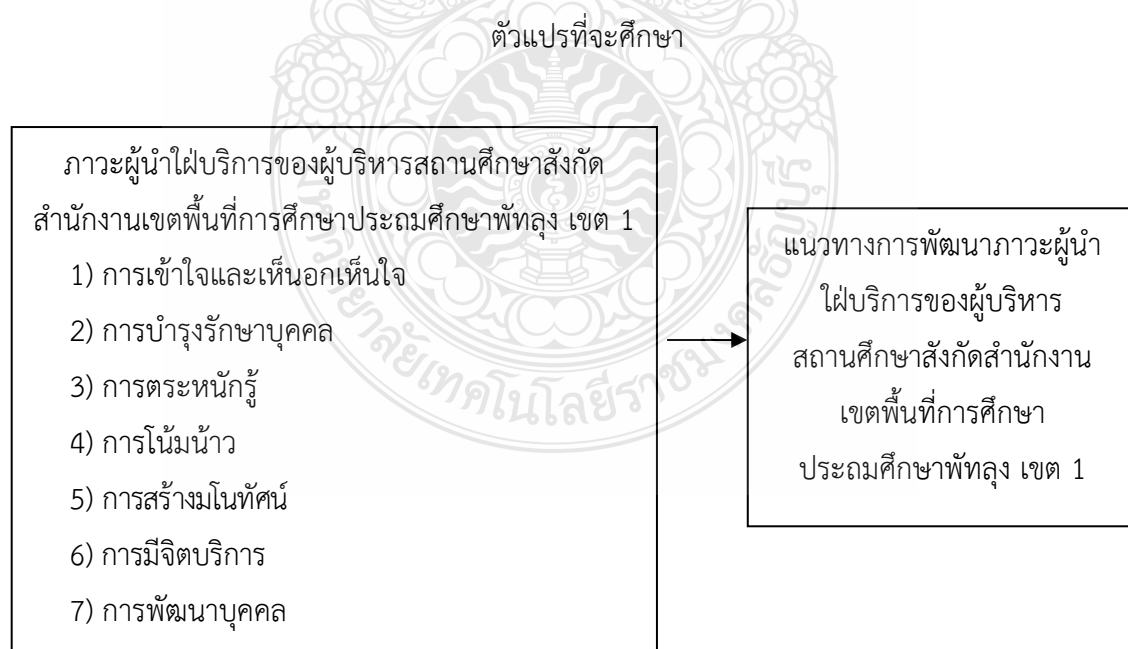 ตัวแปรที่จะศึกษา
ภาวะผู้นำใฝ่บริการของผู้บริหารสถานศึกษาสังกัด
สำนักงานเขตพื้นที่การศึกษาประถมศึกษาพัทลุง เขต 1
1) การเข้าใจและเห็นอกเห็นใจ
2) การบำรุงรักษาบุคคล
3) การตระหนักรู้
4) การโน้มน้าว
5) การสร้างมโนทัศน์
6) การมีจิตบริการ
7) การพัฒนาบุคคล
แนวทางการพัฒนาภาวะผู้นำ
ใฝ่บริการของผู้บริหาร
สถานศึกษาสังกัดสำนักงาน
เขตพื้นที่การศึกษา
ประถมศึกษาพัทลุง เขต 1